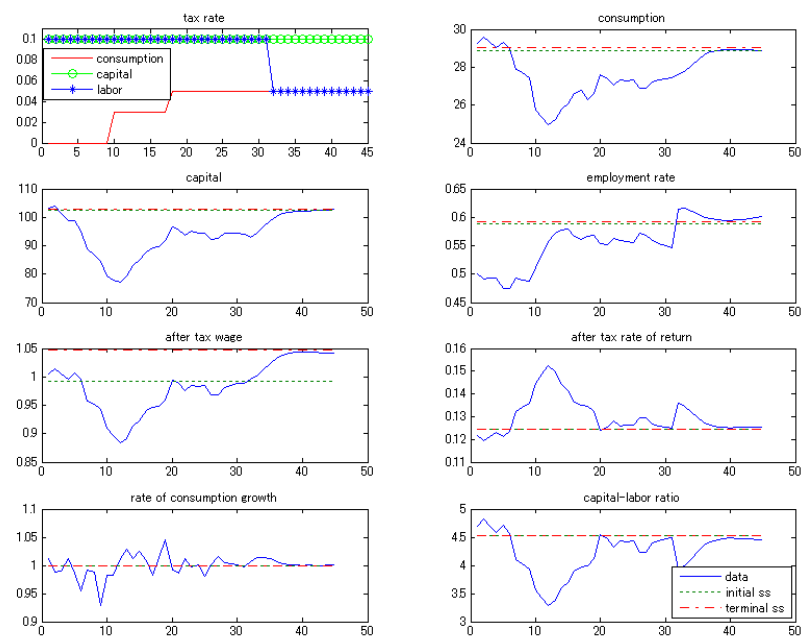 tax rate
0.1
0.08
0.06
0.04
0.02
0
consumption
capital
labor
0 5 10 15 20 25 30 35 40 45
consumption
30
28
26
24
0 10 20 30 40 50
capital
110
100
90
80
70
0 10 20 30 40 50
employment rate
0.65
0.6
0.55
0.5
0.45
0 10 20 30 40 50
after tax wage
1.05
1
0.95
0.9
0.85
0 10 20 30 40 50
after tax rate of return
0.16
0.15
0.14
0.13
0.12
0.11
0 10 20 30 40 50
rate of consumption growth
1.1
1.05
1
0.95
0.9
0 10 20 30 40 50
capital-labor ratio
5
4.5
4
3.5
3
data
initial ss
terminal ss
0 10 20 30 40 50